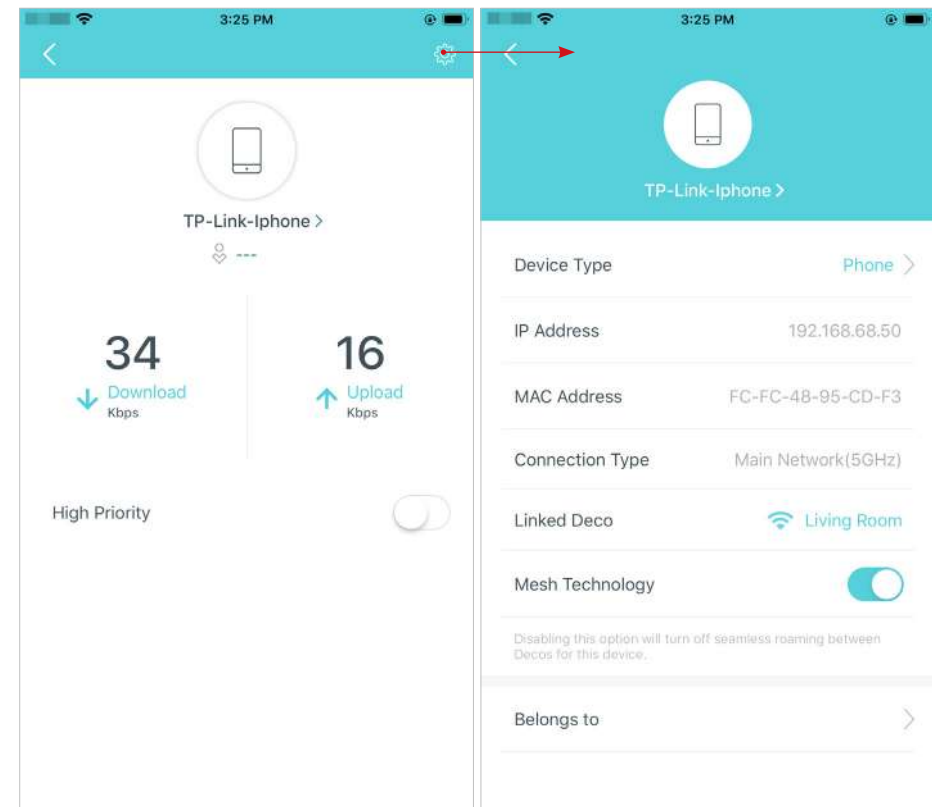 3:25 PM
TP-Link-Iphone >
---
34
Download
Kbps
16
Upload
Kbps
High Priority
3:25 PM
TP-Link-Iphone >
Device Type Phone >
IP Address 192.168.68.50
MAC Address FC-FC-48-95-CD-F3
Connection Type Main Network(5GHz)
Linked Deco Living Room
Mesh Technology
Disabling this option will turn off seamless roaming between
Decos for this device.
Belongs to >